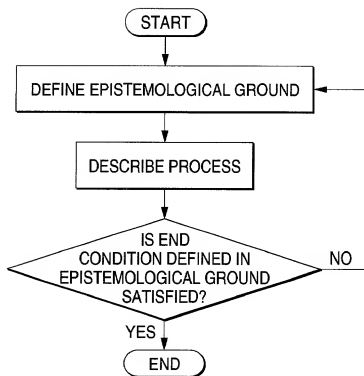 START
DEFINE EPISTEMOLOGICAL GROUND
DESCRIBE PROCESS
IS END
CONDITION DEFINED IN
EPISTEMOLOGICAL GROUND
SATISFIED?
NO
YES
END